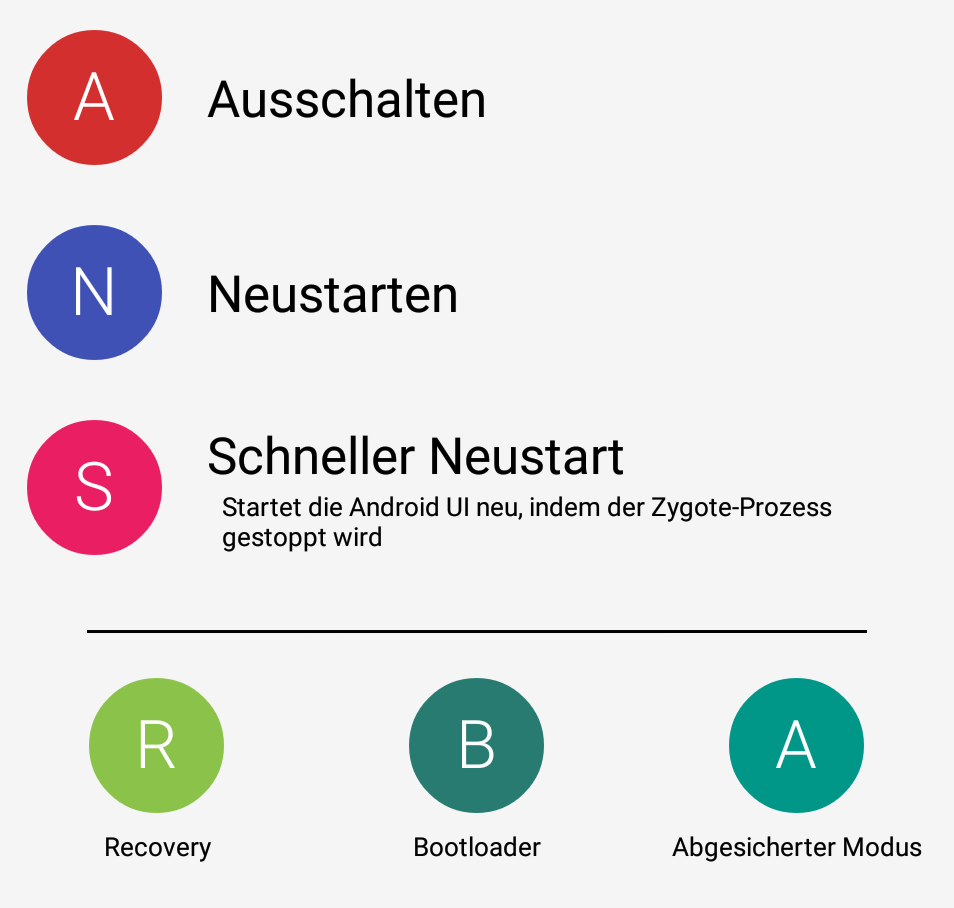 A
Ausschalten
N
Neustarten
S
Schneller Neustart
Startet die Android UI neu, indem der Zygote-Prozess
gestoppt wird
R
B
A
Recovery
Bootloader
Abgesicherter Modus